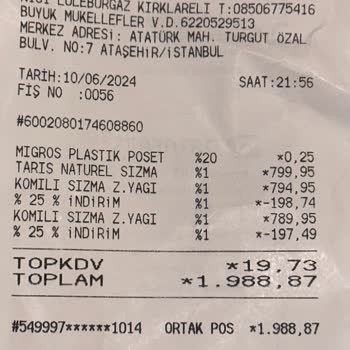 LÜLEBURGAZ KIRKLARELİ T:08506775416
BUYUK MUKELLEFLER V.D.6220529513
MERKEZ ADRESİ: ATATÜRK MAH. TURGUT ÖZAL
BULV. NO:7 ATAŞEHİR/İSTANBUL
TARİH:10/06/2024 SAAT:21:56
FİŞ NO :0056
#6002080174608860
MIGROS PLASTIK POSET %20 *0,25
TARIS NATUREL SIZMA %1 *799,95
KOMILI SIZMA Z.YAGI %1 *794,95
% 25 % İNDİRİM %1 *-198,74
KOMILI SIZMA Z.YAGI %1 *789,95
% 25 % İNDİRİM %1 *-197,49
TOPKDV *19,73
TOPLAM *1.988,87
#549997******1014 ORTAK POS *1.988,87